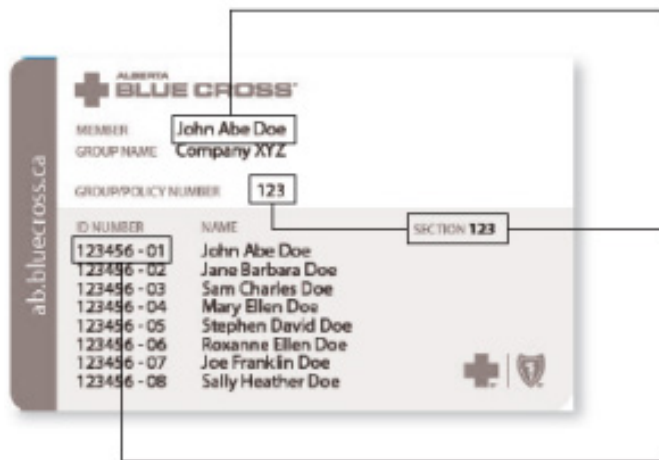 ALBERTA
BLUE CROSS
MEMBER John Abe Doe
GROUP NAME Company XYZ
GROUP/POLICY NUMBER 123
ID NUMBER NAME SECTION 123
123456 - 01 John Abe Doe
123456 - 02 Jane Barbara Doe
123456 - 03 Sam Charles Doe
123456 - 04 Mary Ellen Doe
123456 - 05 Stephen David Doe
123456 - 06 Roxanne Ellen Doe
123456 - 07 Joe Franklin Doe
123456 - 08 Sally Heather Doe
ab.bluecross.ca